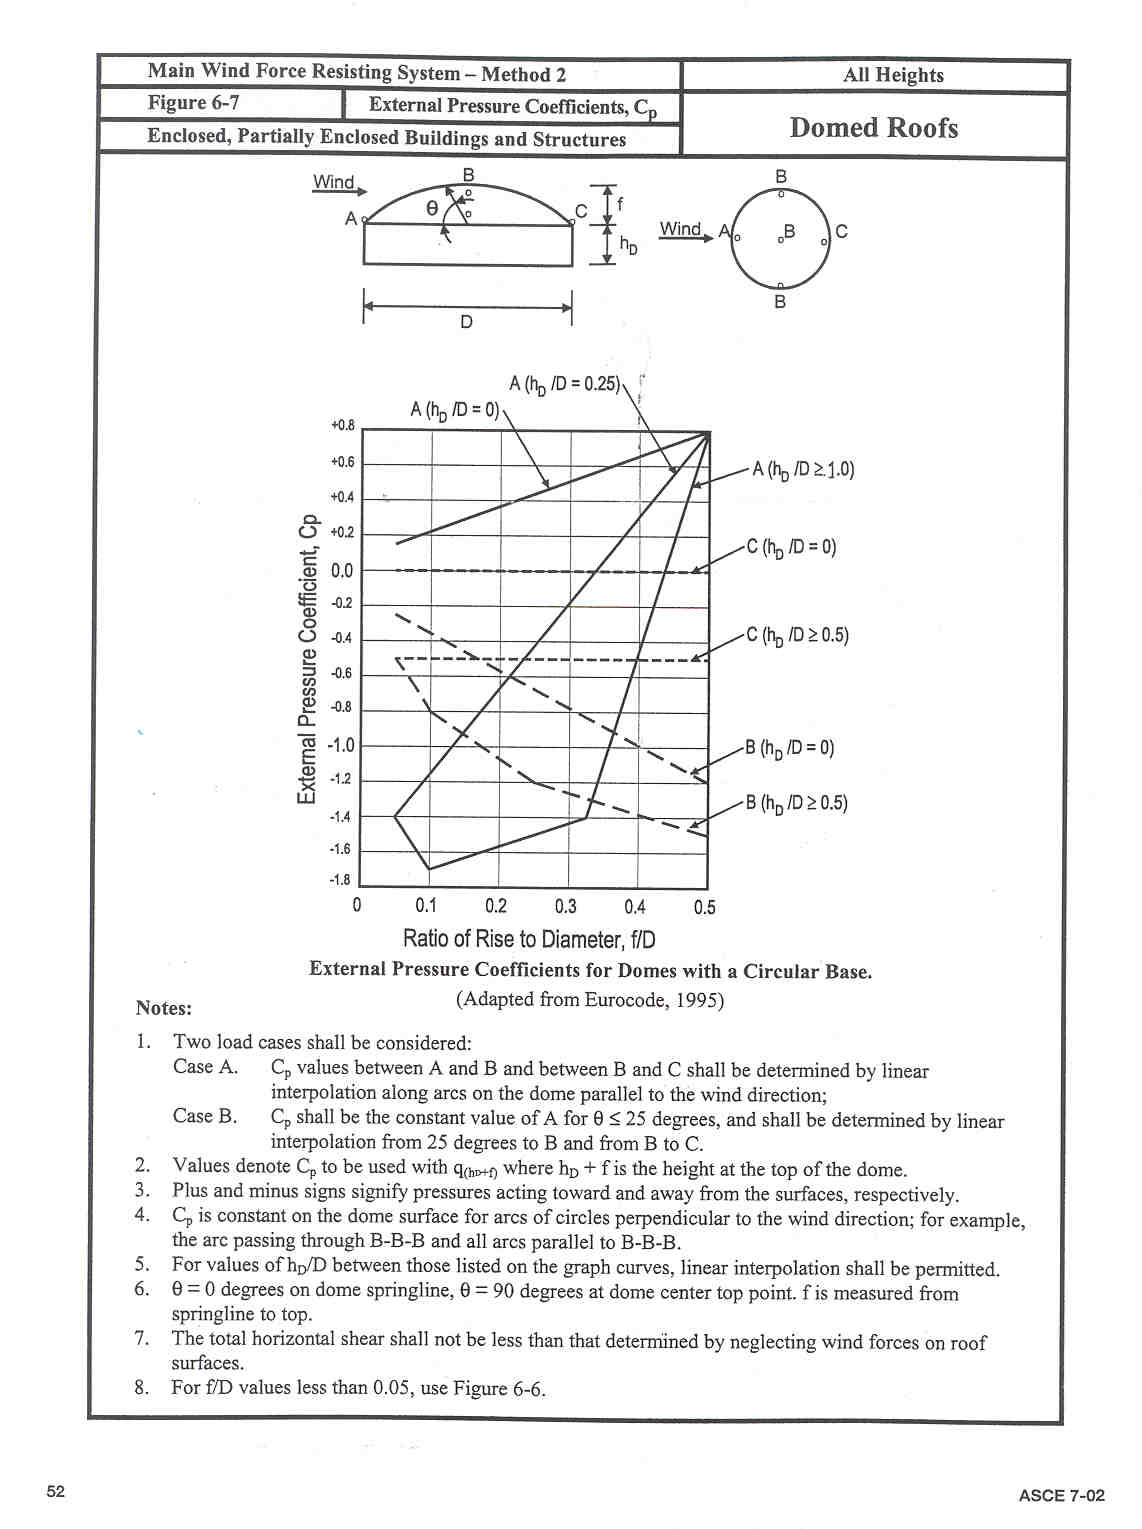 Main Wind Force Resisting System – Method 2
All Heights
Figure 6-7
External Pressure Coefficients, Cp
Domed Roofs
Enclosed, Partially Enclosed Buildings and Structures
Wind
B
θ
A
C
f
hD
D
Wind
A
B
B
C
B
A (hD /D = 0.25)
A (hD /D = 0)
A (hD /D ≥ 1.0)
C (hD /D = 0)
C (hD /D ≥ 0.5)
B (hD /D = 0)
B (hD /D ≥ 0.5)
External Pressure Coefficient, Cp
+0.8
+0.6
+0.4
+0.2
0.0
-0.2
-0.4
-0.6
-0.8
-1.0
-1.2
-1.4
-1.6
-1.8
0 0.1 0.2 0.3 0.4 0.5
Ratio of Rise to Diameter, f/D
External Pressure Coefficients for Domes with a Circular Base.
(Adapted from Eurocode, 1995)
Notes:
1. Two load cases shall be considered:
Case A. Cp values between A and B and between B and C shall be determined by linear
interpolation along arcs on the dome parallel to the wind direction;
Case B. Cp shall be the constant value of A for θ ≤ 25 degrees, and shall be determined by linear
interpolation from 25 degrees to B and from B to C.
2. Values denote Cp to be used with q(hD+f) where hD + f is the height at the top of the dome.
3. Plus and minus signs signify pressures acting toward and away from the surfaces, respectively.
4. Cp is constant on the dome surface for arcs of circles perpendicular to the wind direction; for example,
the arc passing through B-B-B and all arcs parallel to B-B-B.
5. For values of hD/D between those listed on the graph curves, linear interpolation shall be permitted.
6. θ = 0 degrees on dome springline, θ = 90 degrees at dome center top point. f is measured from
springline to top.
7. The total horizontal shear shall not be less than that determined by neglecting wind forces on roof
surfaces.
8. For f/D values less than 0.05, use Figure 6-6.
52
ASCE 7-02